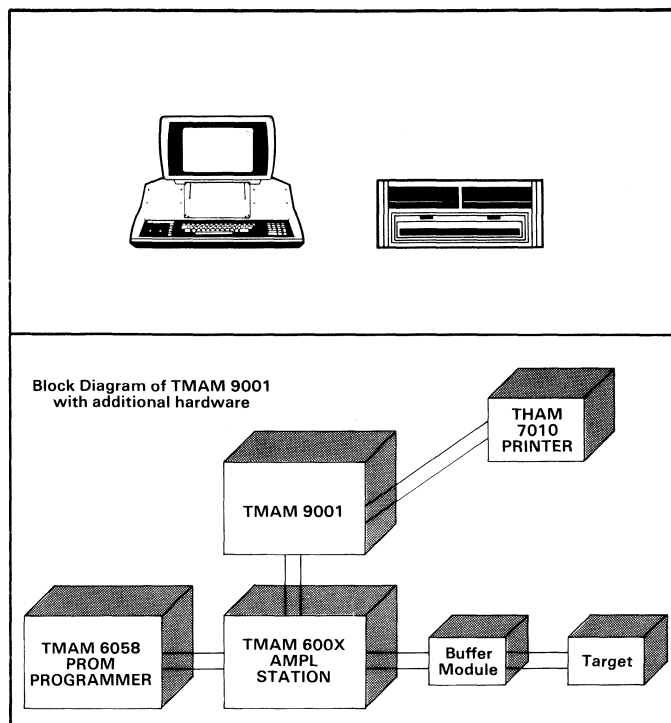 Block Diagram of TMAM 9001
with additional hardware
THAM
7010
PRINTER
TMAM 9001
TMAM 6058
PROM
PROGRAMMER
TMAM 600X
AMPL
STATION
Buffer
Module
Target